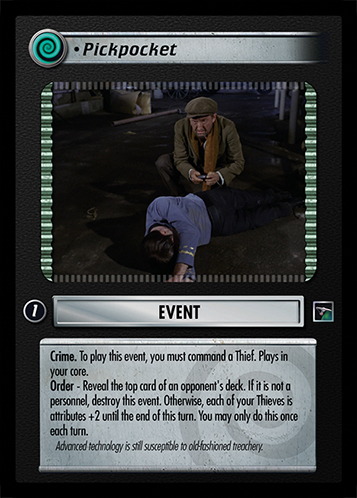 • Pickpocket
1 EVENT
Crime. To play this event, you must command a Thief. Plays in
your core.
Order - Reveal the top card of an opponent's deck. If it is not a
personnel, destroy this event. Otherwise, each of your Thieves is
attributes +2 until the end of this turn. You may only do this once
each turn.
Advanced technology is still susceptible to old-fashioned treachery.